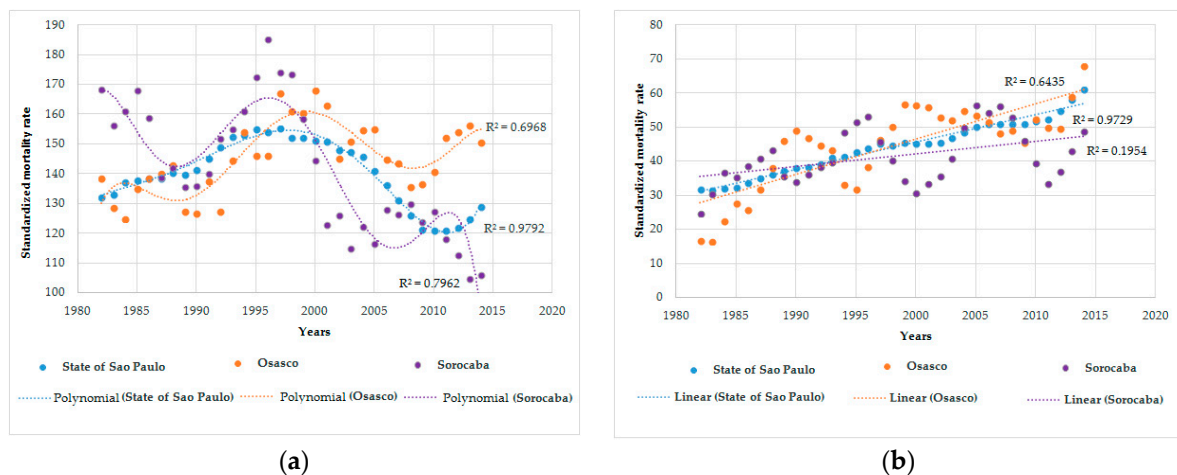 190
180
170
160
150
140
130
120
110
100
Standardized mortality rate
R² = 0.6968
R² = 0.9792
R² = 0.7962
1980 1985 1990 1995 2000 2005 2010 2015 2020
Years
State of Sao Paulo Osasco Sorocaba
Polynomial (State of Sao Paulo) Polynomial (Osasco) Polynomial (Sorocaba)
(a)
80
70
60
50
40
30
20
10
0
Standardized mortality rate
R² = 0.6435
R² = 0.9729
R² = 0.1954
1980 1985 1990 1995 2000 2005 2010 2015 2020
Years
State of Sao Paulo Osasco Sorocaba
Linear (State of Sao Paulo) Linear (Osasco) Linear (Sorocaba)
(b)